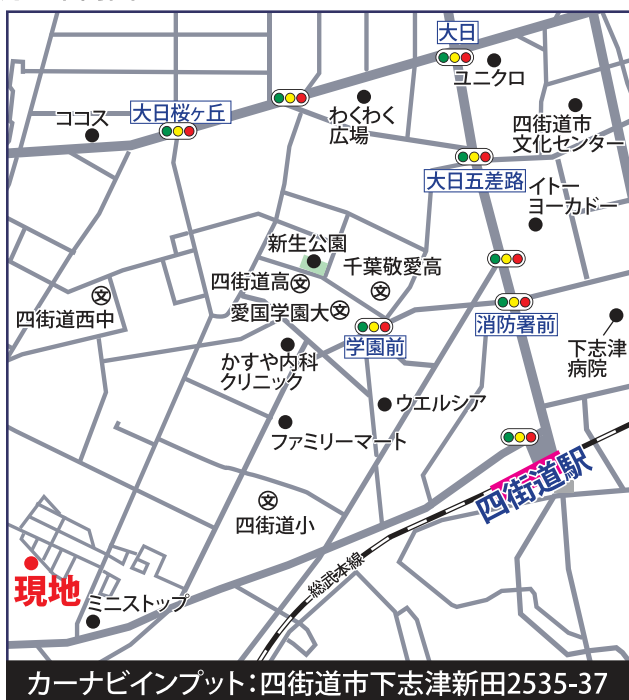 大日
ユニクロ
大日桜ヶ丘
ココス
わくわく
広場
四街道市
文化センター
大日五差路
イトー
ヨーカドー
新生公園
千葉敬愛高
四街道高
文
文
愛国学園大
文
四街道西中
文
消防署前
学園前
下志津
病院
かすや内科
クリニック
ウエルシア
ファミリーマート
四街道駅
文
四街道小
総武本線
現地
ミニストップ
カーナビインプット:四街道市下志津新田2535-37